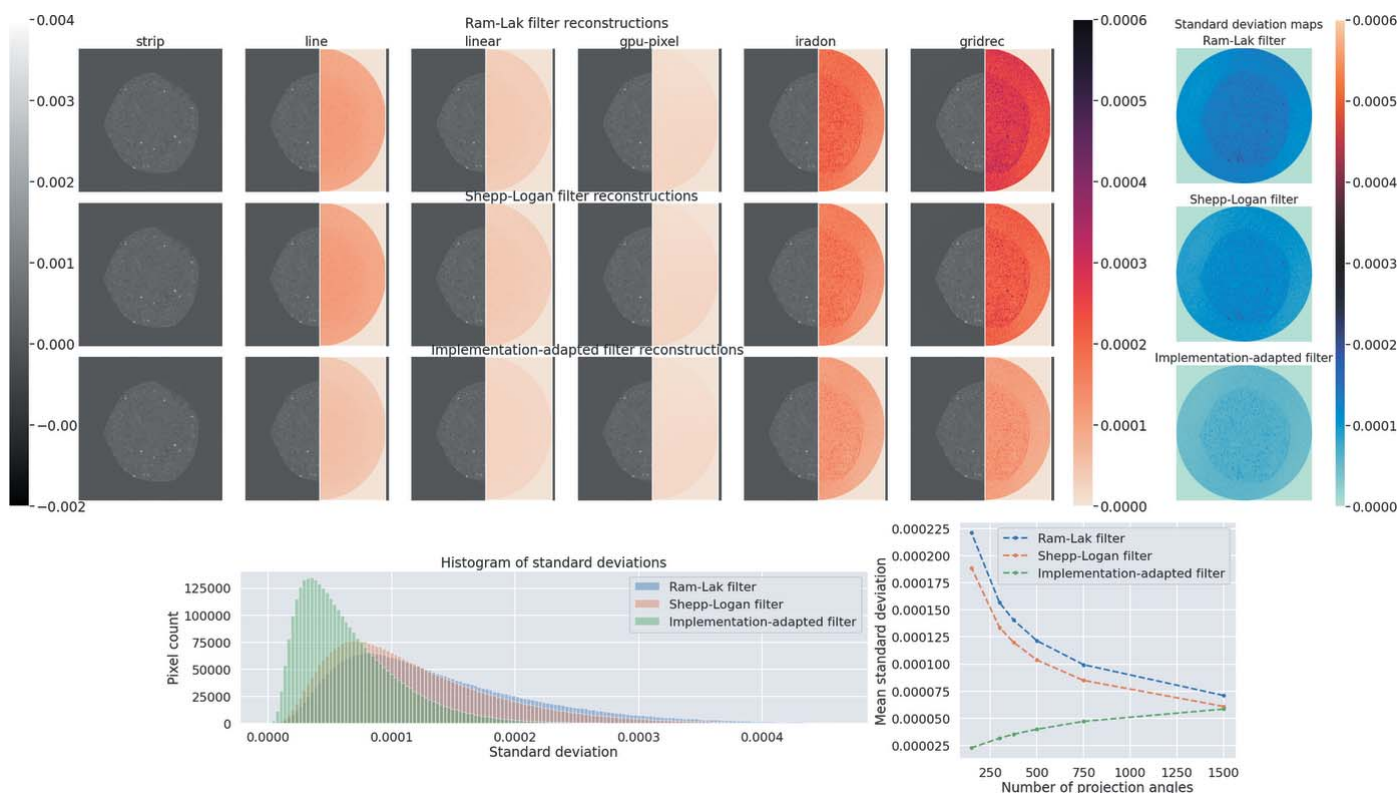 Ram-Lak filter reconstructions
strip line linear gpu-pixel iradon gridrec
0.004
0.003
0.002
0.001
0.000
−0.00
−0.002
Shepp-Logan filter reconstructions
Implementation-adapted filter reconstructions
0.0006
0.0005
0.0004
0.0003
0.0002
0.0001
0.0000
Standard deviation maps
Ram-Lak filter
Shepp-Logan filter
Implementation-adapted filter
0.0006
0.0005
0.0004
0.0003
0.0002
0.0001
0.0000
Histogram of standard deviations
Pixel count
125000
100000
75000
50000
25000
0
Ram-Lak filter
Shepp-Logan filter
Implementation-adapted filter
0.0000 0.0001 0.0002 0.0003 0.0004
Standard deviation
Mean standard deviation
0.000225
0.000200
0.000175
0.000150
0.000125
0.000100
0.000075
0.000050
0.000025
Ram-Lak filter
Shepp-Logan filter
Implementation-adapted filter
250 500 750 1000 1250 1500
Number of projection angles